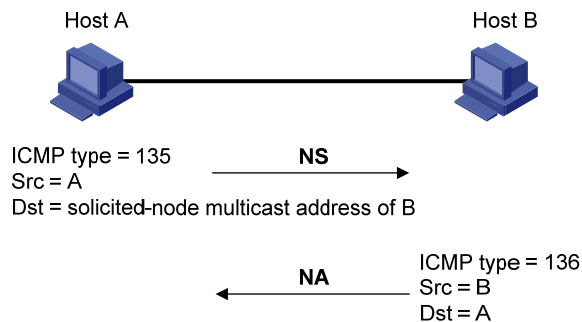 Host A
Host B
ICMP type = 135
Src = A
Dst = solicited-node multicast address of B
NS
NA
ICMP type = 136
Src = B
Dst = A